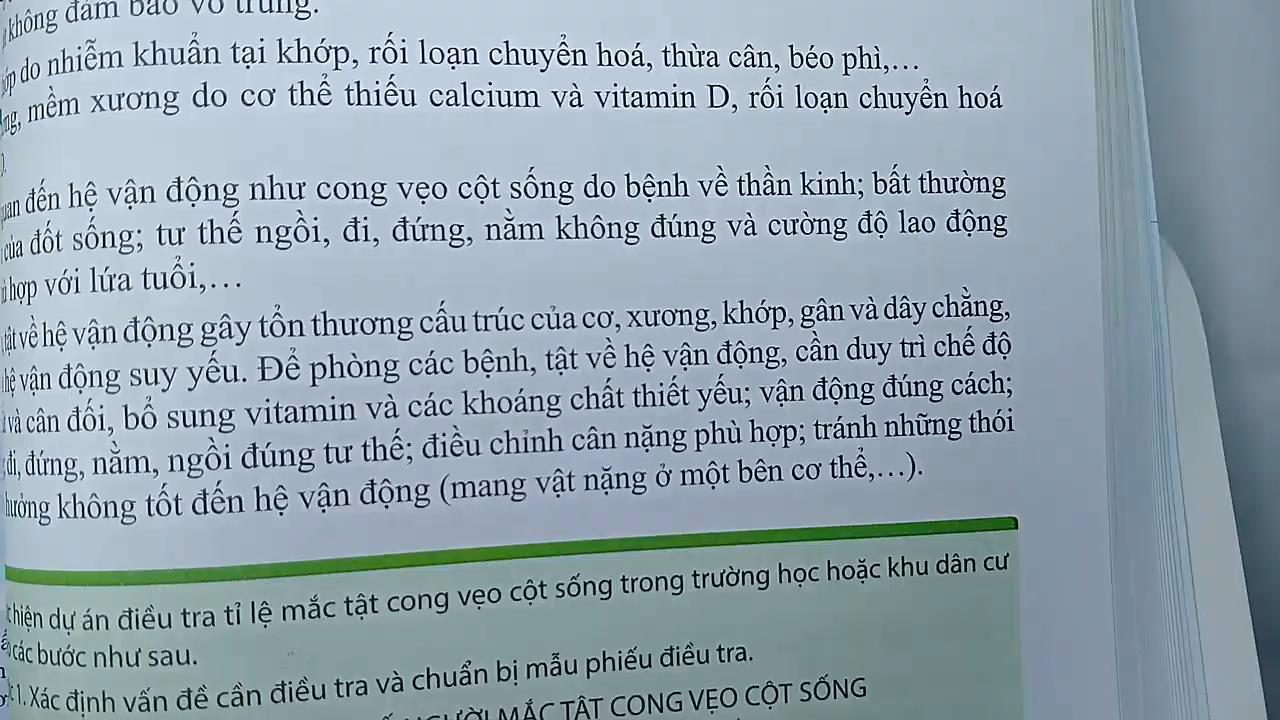 không đảm bảo vô trùng.
do nhiễm khuẩn tại khớp, rối loạn chuyển hoá, thừa cân, béo phì,…
mềm xương do cơ thể thiếu calcium và vitamin D, rối loạn chuyển hoá
đến hệ vận động như cong vẹo cột sống do bệnh về thần kinh; bất thường
của đốt sống; tư thế ngồi, đi, đứng, nằm không đúng và cường độ lao động
hợp với lứa tuổi,…
tật về hệ vận động gây tổn thương cấu trúc của cơ, xương, khớp, gân và dây chằng,
hệ vận động suy yếu. Để phòng các bệnh, tật về hệ vận động, cần duy trì chế độ
và cân đối, bổ sung vitamin và các khoáng chất thiết yếu; vận động đúng cách;
đi, đứng, nằm, ngồi đúng tư thế; điều chỉnh cân nặng phù hợp; tránh những thói
hưởng không tốt đến hệ vận động (mang vật nặng ở một bên cơ thể,…).
hiện dự án điều tra tỉ lệ mắc tật cong vẹo cột sống trong trường học hoặc khu dân cư
các bước như sau.
1. Xác định vấn đề cần điều tra và chuẩn bị mẫu phiếu điều tra.
NGƯỜI MẮC TẬT CONG VẸO CỘT SỐNG